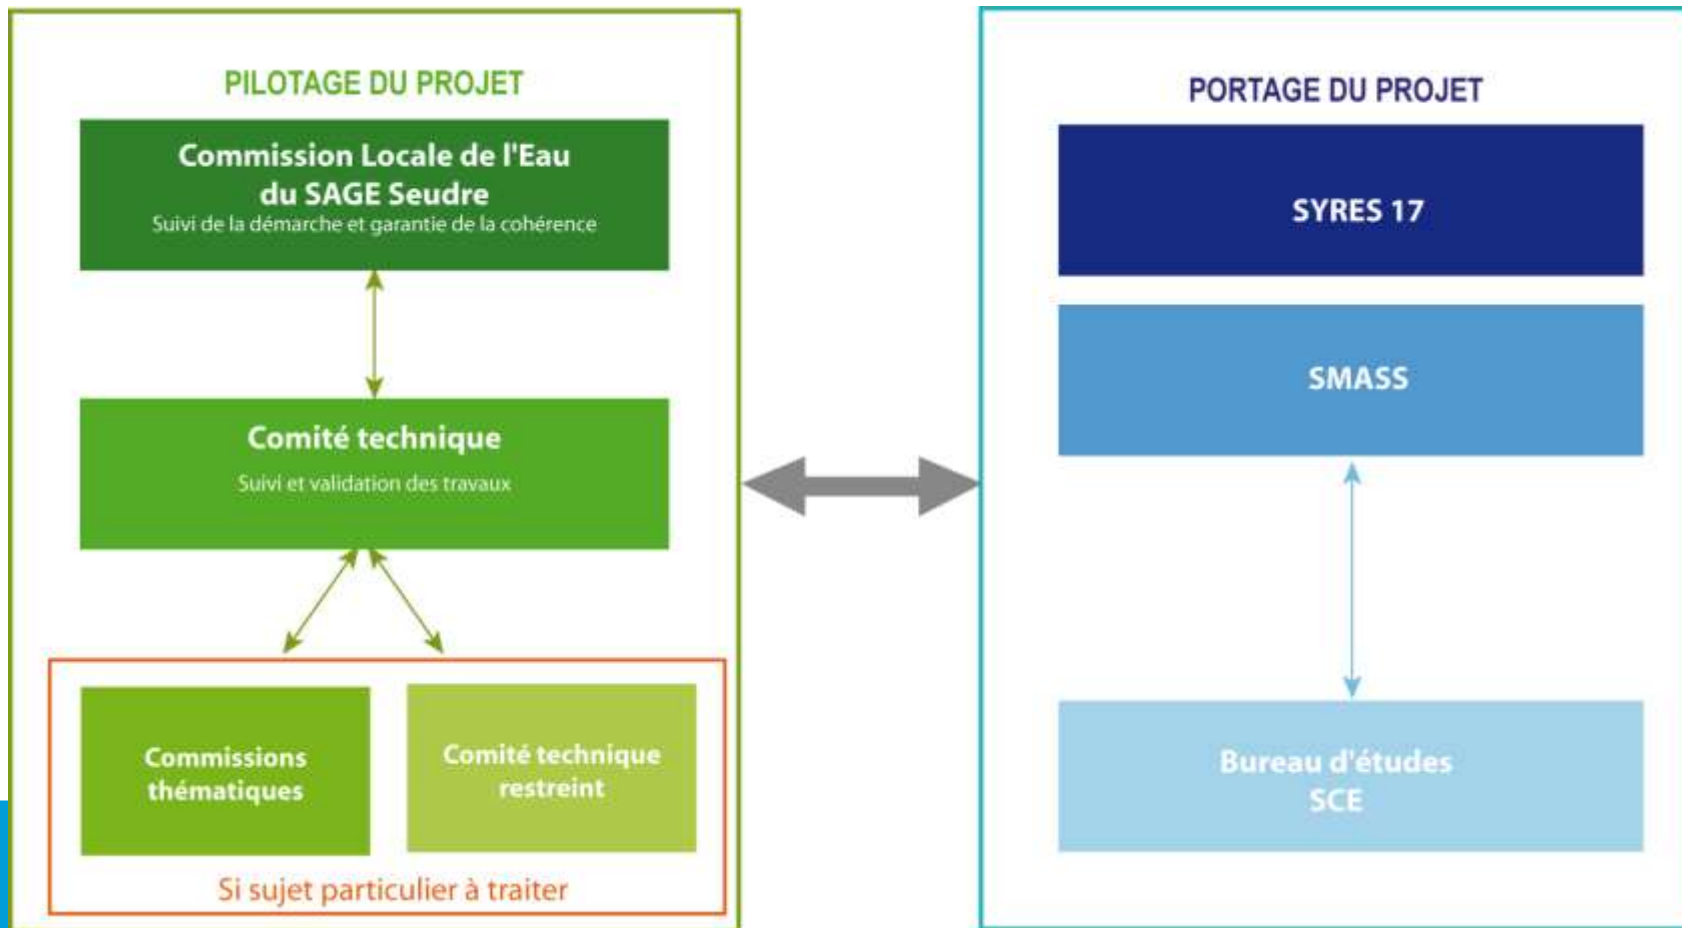 PILOTAGE DU PROJET
Commission Locale de l'Eau
du SAGE Seudre
Suivi de la démarche et garantie de la cohérence
Comité technique
Suivi et validation des travaux
Commissions
thématiques
Comité technique
restreint
Si sujet particulier à traiter
PORTAGE DU PROJET
SYRES 17
SMASS
Bureau d'études
SCE